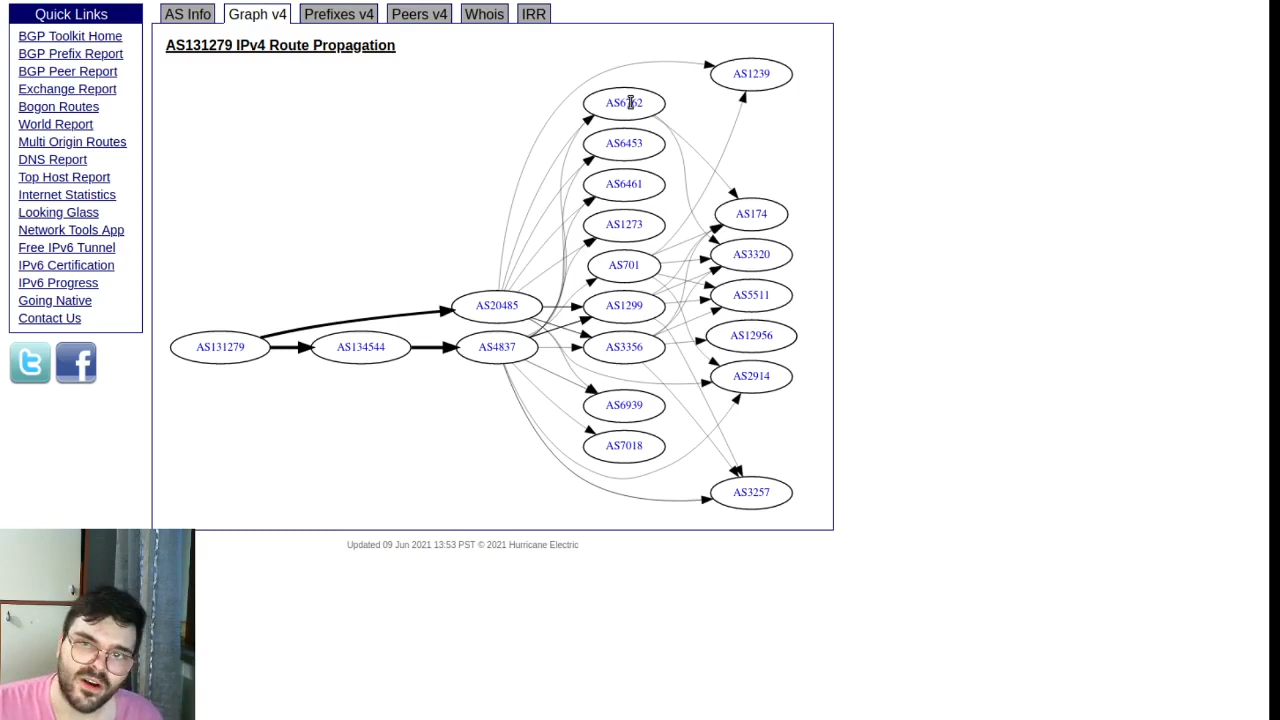 Quick Links
BGP Toolkit Home
BGP Prefix Report
BGP Peer Report
Exchange Report
Bogon Routes
World Report
Multi Origin Routes
DNS Report
Top Host Report
Internet Statistics
Looking Glass
Network Tools App
Free IPv6 Tunnel
IPv6 Certification
IPv6 Progress
Going Native
Contact Us
AS Info
Graph v4
Prefixes v4
Peers v4
Whois
IRR
AS131279 IPv4 Route Propagation
AS131279
AS134544
AS20485
AS4837
AS6453
AS6461
AS1273
AS701
AS1299
AS3356
AS6939
AS7018
AS1239
AS174
AS3320
AS5511
AS12956
AS2914
AS3257
Updated 09 Jun 2021 13:53 PST © 2021 Hurricane Electric